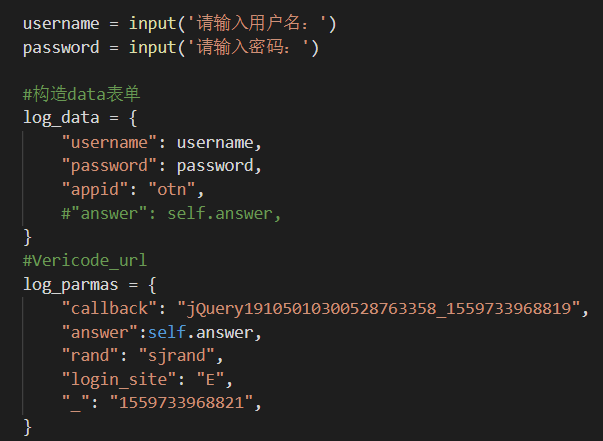 username = input('请输入用户名：')
password = input('请输入密码：')
#构造data表单
log_data = {
"username": username,
"password": password,
"appid": "otn",
#"answer": self.answer,
}
#Vericode_url
log_parmas = {
"callback": "jQuery19105010300528763358_1559733968819",
"answer":self.answer,
"rand": "sjrand",
"login_site": "E",
"_": "1559733968821",
}